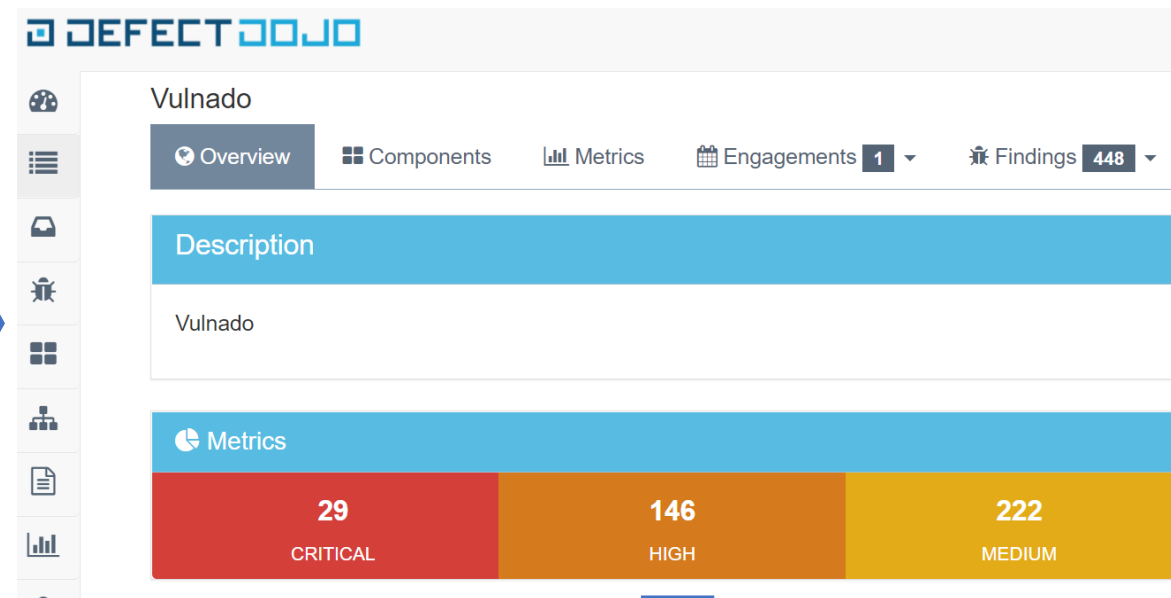 DEFECTDOJO
Vulnado
Overview Components Metrics Engagements 1 Findings 448
Description
Vulnado
Metrics
29 146 222
CRITICAL HIGH MEDIUM